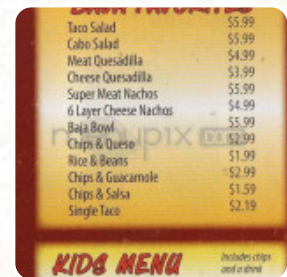 BAJA FAVORITES
Taco Salad $5.99
Cabo Salad $5.99
Meat Quesadilla $4.99
Cheese Quesadilla $3.99
Super Meat Nachos $5.99
6 Layer Cheese Nachos $4.99
Baja Bowl $5.99
Chips & Queso $2.99
Rice & Beans $1.99
Chips & Guacamole $2.99
Chips & Salsa $1.59
Single Taco $2.19
menupix
KIDS MENU
Includes chips
and a drink